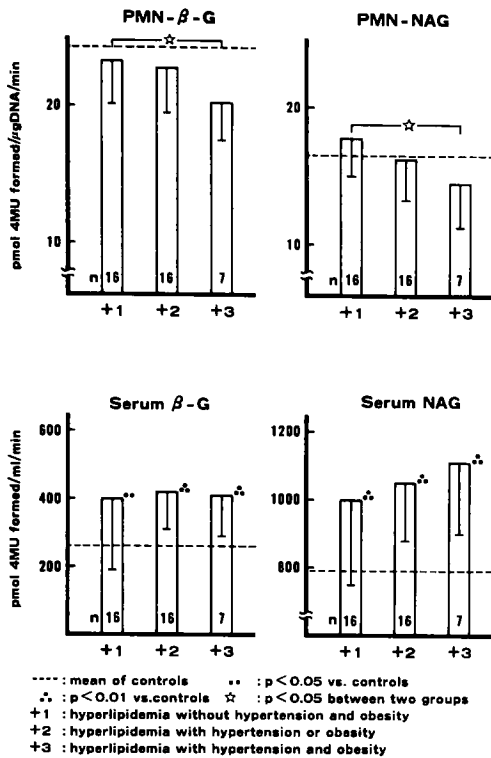 PMN-β-G
PMN-NAG
pmol 4MU formed/μgDNA/min
20
10
n 16 16 7
+1 +2 +3
20
10
n 16 16 7
+1 +2 +3
Serum β-G
Serum NAG
pmol 4MU formed/ml/min
600
400
200
n 16 16 7
+1 +2 +3
1200
1000
800
n 16 16 7
+1 +2 +3
----: mean of controls •• : p<0.05 vs. controls
∴ : p<0.01 vs.controls ☆ : p<0.05 between two groups
+1 : hyperlipidemia without hypertension and obesity
+2 : hyperlipidemia with hypertension or obesity
+3 : hyperlipidemia with hypertension and obesity